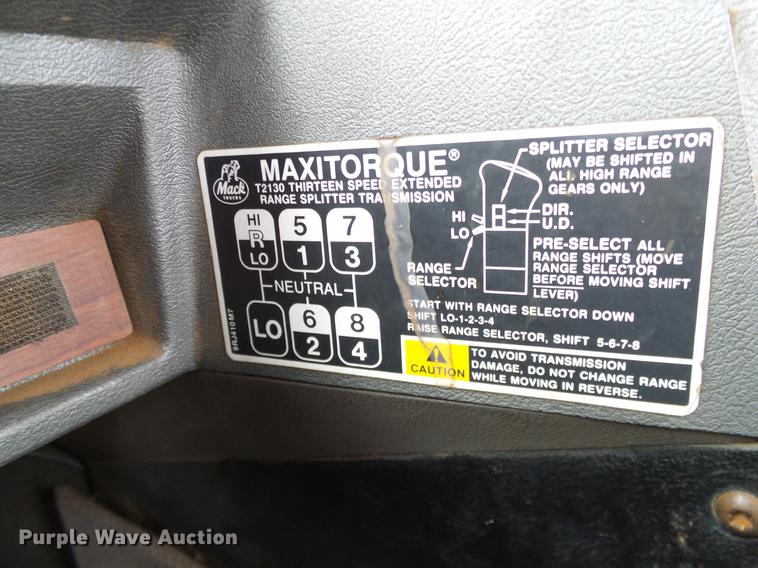 MAXITORQUE®
T2130 THIRTEEN SPEED EXTENDED
RANGE SPLITTER TRANSMISSION
Mack
TRUCKS
HI
R
LO
5
1
7
3
NEUTRAL
LO
6
2
8
4
9RJ410M7
SPLITTER SELECTOR
(MAY BE SHIFTED IN
ALL HIGH RANGE
GEARS ONLY)
HI
LO
DIR.
U.D.
RANGE
SELECTOR
PRE-SELECT ALL
RANGE SHIFTS (MOVE
RANGE SELECTOR
BEFORE MOVING SHIFT
LEVER)
START WITH RANGE SELECTOR DOWN
SHIFT LO-1-2-3-4
RAISE RANGE SELECTOR, SHIFT 5-6-7-8
CAUTION
TO AVOID TRANSMISSION
DAMAGE, DO NOT CHANGE RANGE
WHILE MOVING IN REVERSE.
Purple Wave Auction®